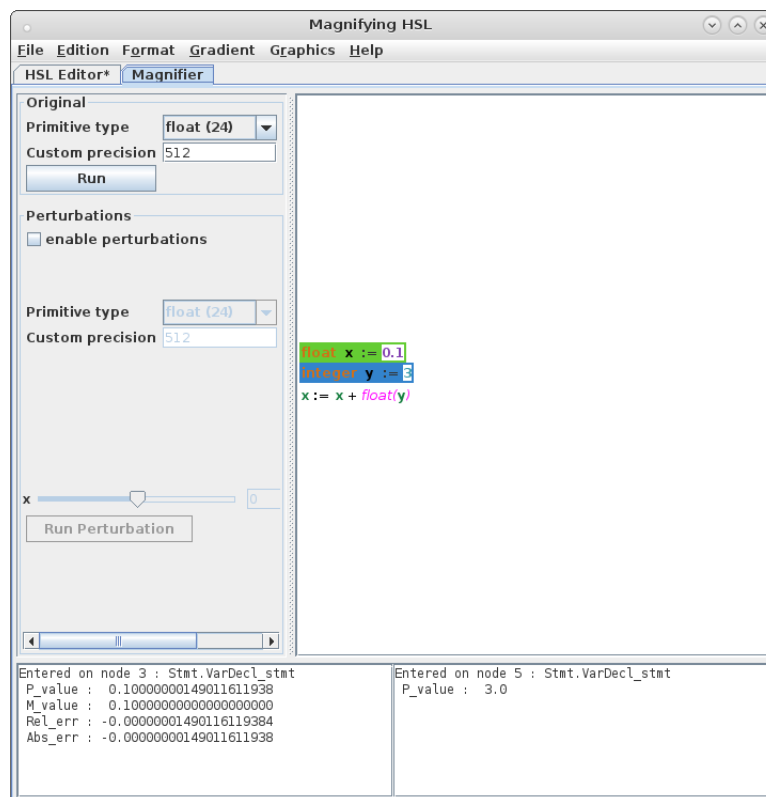 Magnifying HSL
File Edition Format Gradient Graphics Help
HSL Editor* Magnifier
Original
Primitive type float (24)
Custom precision 512
Run
Perturbations
enable perturbations
Primitive type float (24)
Custom precision 512
float x := 0.1
integer y := 3
x := x + float(y)
x 0
Run Perturbation
Entered on node 3 : Stmt.VarDecl_stmt
P_value : 0.10000000149011611938
M_value : 0.10000000000000000000
Rel_err : -0.00000001490116119384
Abs_err : -0.00000000149011611938
Entered on node 5 : Stmt.VarDecl_stmt
P_value : 3.0